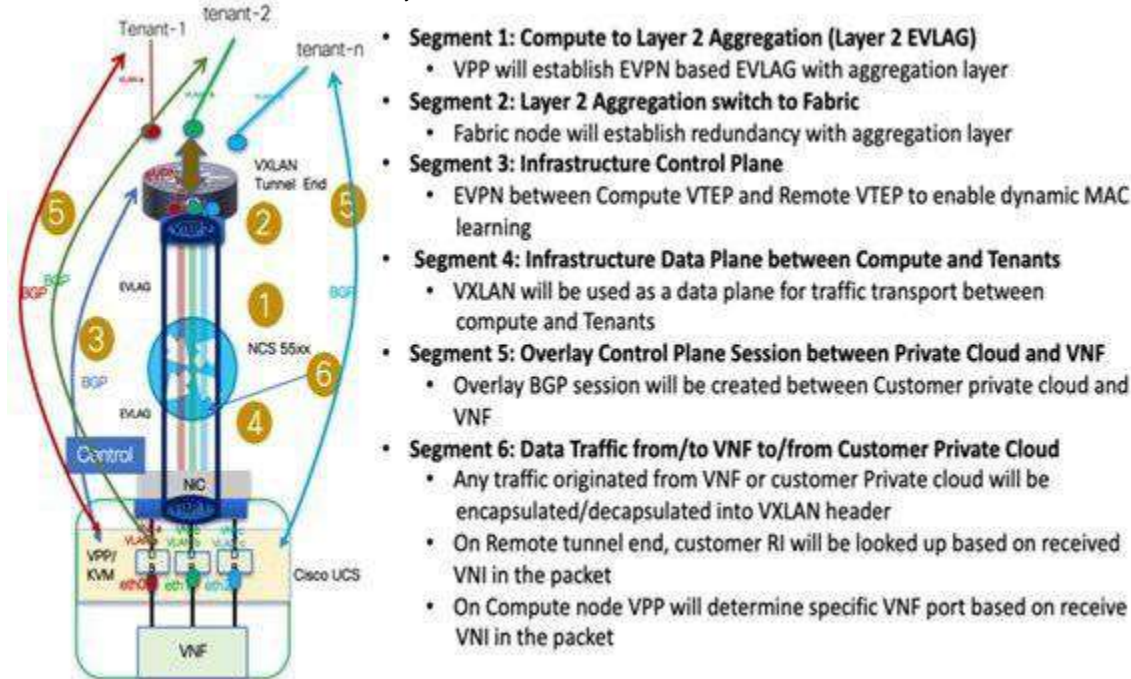 tenant-2
Tenant-1
tenant-n
VXLAN
Tunnel End
5
5
2
BGP
BGP
EVLAG
1
BGP
3
NCS 55xx
6
BGP
EVLAG
4
Control
NIC
VPP/
KVM
eth0
eth1
eth2
Cisco UCS
VNF
• Segment 1: Compute to Layer 2 Aggregation (Layer 2 EVLAG)
• VPP will establish EVPN based EVLAG with aggregation layer
• Segment 2: Layer 2 Aggregation switch to Fabric
• Fabric node will establish redundancy with aggregation layer
• Segment 3: Infrastructure Control Plane
• EVPN between Compute VTEP and Remote VTEP to enable dynamic MAC
learning
• Segment 4: Infrastructure Data Plane between Compute and Tenants
• VXLAN will be used as a data plane for traffic transport between
compute and Tenants
• Segment 5: Overlay Control Plane Session between Private Cloud and VNF
• Overlay BGP session will be created between Customer private cloud and
VNF
• Segment 6: Data Traffic from/to VNF to/from Customer Private Cloud
• Any traffic originated from VNF or customer Private cloud will be
encapsulated/decapsulated into VXLAN header
• On Remote tunnel end, customer RI will be looked up based on received
VNI in the packet
• On Compute node VPP will determine specific VNF port based on receive
VNI in the packet